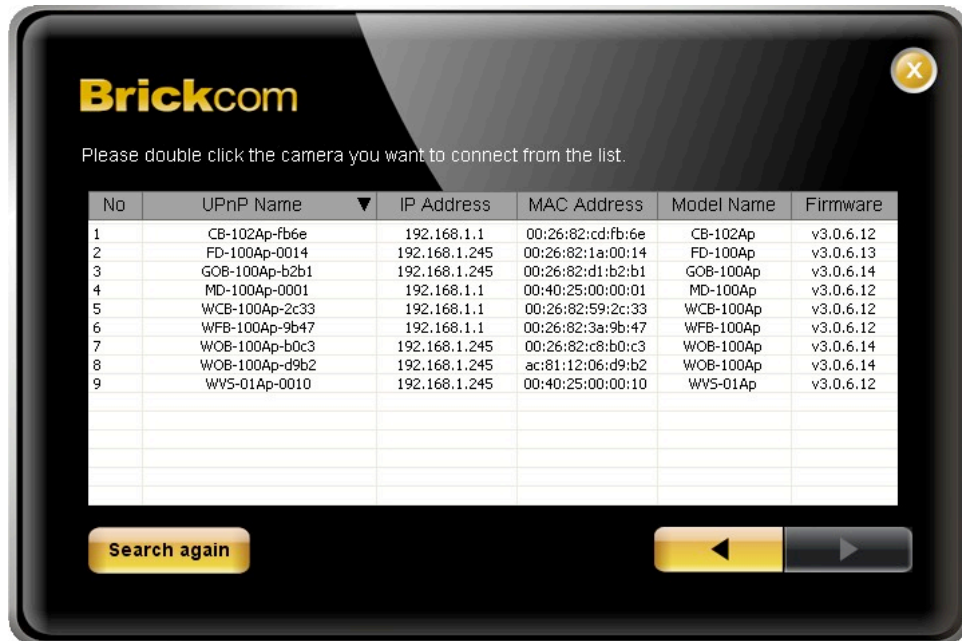 Brickcom
X
Please double click the camera you want to connect from the list.
No UPnP Name ▼ IP Address MAC Address Model Name Firmware
1 CB-102Ap-fb6e 192.168.1.1 00:26:82:cd:fb:6e CB-102Ap v3.0.6.12
2 FD-100Ap-0014 192.168.1.245 00:26:82:1a:00:14 FD-100Ap v3.0.6.13
3 GOB-100Ap-b2b1 192.168.1.245 00:26:82:d1:b2:b1 GOB-100Ap v3.0.6.14
4 MD-100Ap-0001 192.168.1.1 00:40:25:00:00:01 MD-100Ap v3.0.6.12
5 WCB-100Ap-2c33 192.168.1.1 00:26:82:59:2c:33 WCB-100Ap v3.0.6.12
6 WFB-100Ap-9b47 192.168.1.1 00:26:82:3a:9b:47 WFB-100Ap v3.0.6.12
7 WOB-100Ap-b0c3 192.168.1.245 00:26:82:c8:b0:c3 WOB-100Ap v3.0.6.14
8 WOB-100Ap-d9b2 192.168.1.245 ac:81:12:06:d9:b2 WOB-100Ap v3.0.6.14
9 WVS-01Ap-0010 192.168.1.245 00:40:25:00:00:10 WVS-01Ap v3.0.6.12
Search again